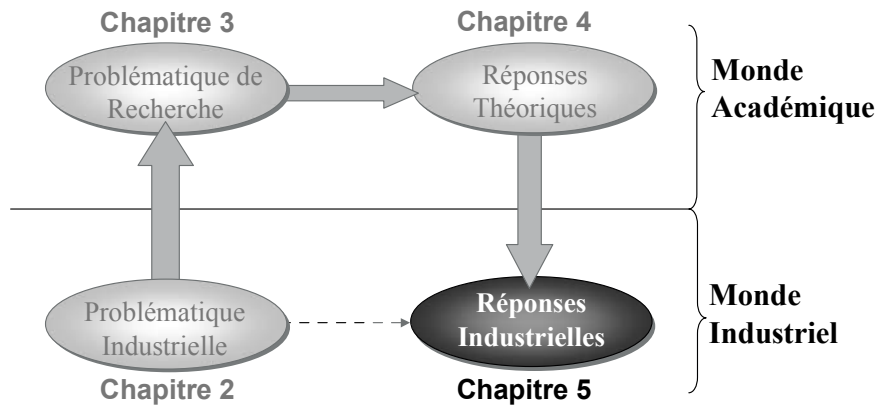 Chapitre 3
Problématique de
Recherche
Chapitre 4
Réponses
Théoriques
Monde
Académique
Problématique
Industrielle
Chapitre 2
Réponses
Industrielles
Chapitre 5
Monde
Industriel